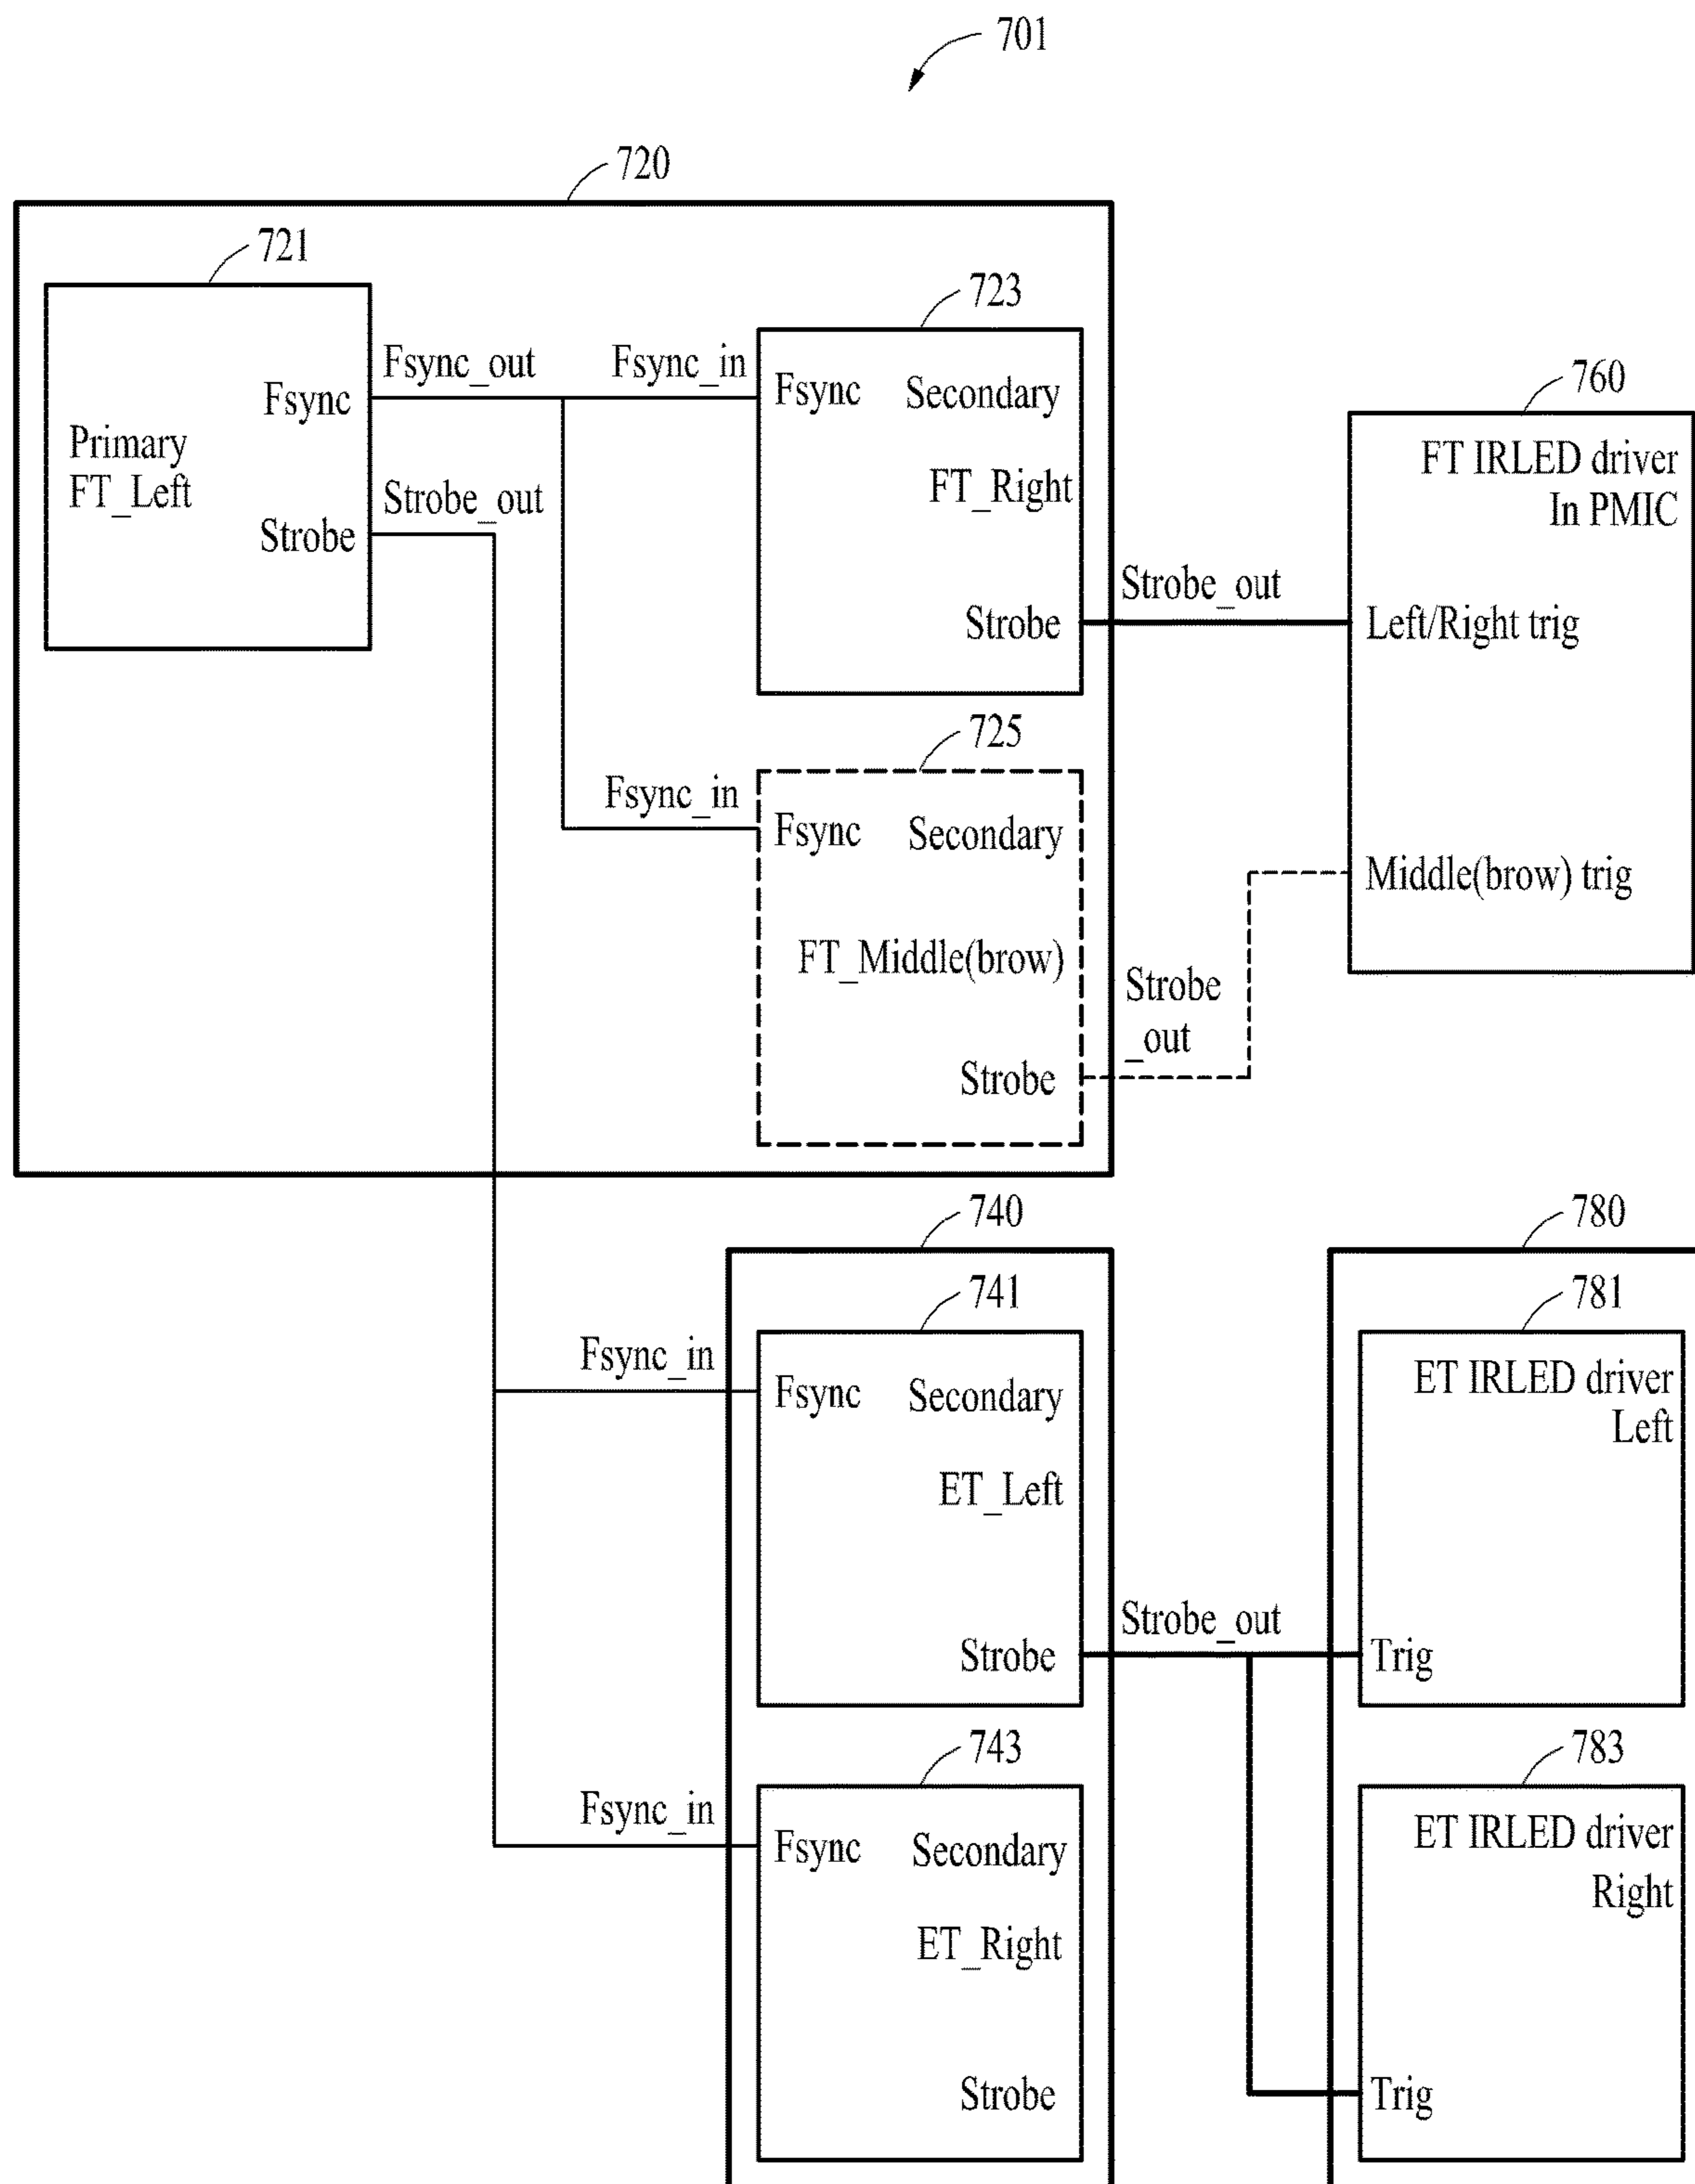 701
720
721
Fsync
Primary
FT_Left
Strobe
Fsync_out
Strobe_out
Fsync_in
723
Fsync Secondary
FT_Right
Strobe
Strobe_out
760
FT IRLED driver
In PMIC
Left/Right trig
Middle(brow) trig
Fsync_in
725
Fsync Secondary
FT_Middle(brow)
Strobe
Strobe
_out
740
Fsync_in
741
Fsync Secondary
ET_Left
Strobe
Strobe_out
780
781
ET IRLED driver
Left
Trig
Fsync_in
743
Fsync Secondary
ET_Right
Strobe
783
ET IRLED driver
Right
Trig